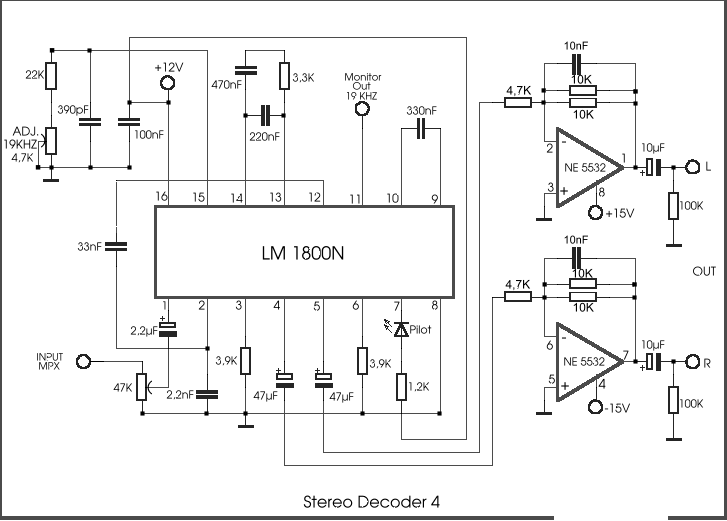 22K
390pF
+12V
100nF
ADJ.
19KHZ
4,7K
470nF
3,3K
220nF
Monitor
Out
19 KHZ
330nF
16 15 14 13 12 11 10 9
LM 1800N
1 2 3 4 5 6 7 8
33nF
2,2µF
INPUT
MPX
47K
2,2nF
3,9K
47µF
47µF
3,9K
Pilot
1.2K
10nF
10K
10K
4,7K
2
-
3
+
NE 5532
1
8
+15V
10µF
+
L
100K
10nF
10K
10K
4,7K
6
-
5
+
NE 5532
7
4
-15V
10µF
+
R
100K
OUT
+
+
+
Stereo Decoder 4